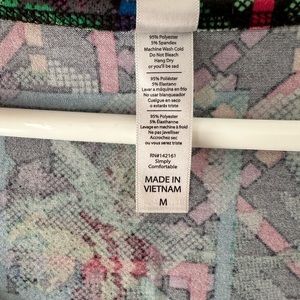 95% Polyester
5% Spandex
Machine Wash Cold
Do Not Bleach
Hang Dry
or you'll be sad
95% Poliéster
5% Elastano
Lavar a máquina
en frío
No usar blanqueador
Cuelgue en seco
o estarás triste
95% Polyester
5% Élasthanne
Lavage en machine à froid
Ne pas javelliser
Accrochez sec
ou vous serez triste
RN#142161
Simply
Comfortable
MADE IN
VIETNAM
M